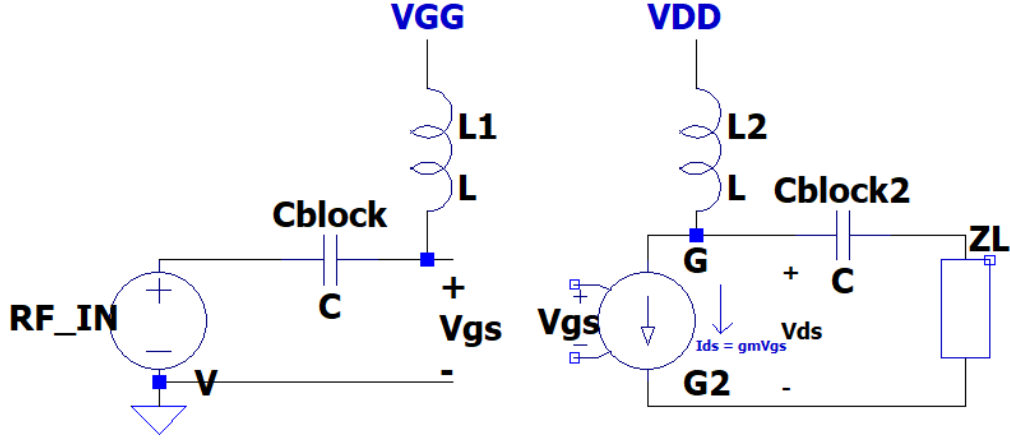 VGG
VDD
L1
L
L2
L
Cblock
C
Cblock2
C
ZL
RF_IN
+
−
V
+
Vgs
-
Vgs
+
−
G
G2
Ids = gmVgs
+
Vds
-